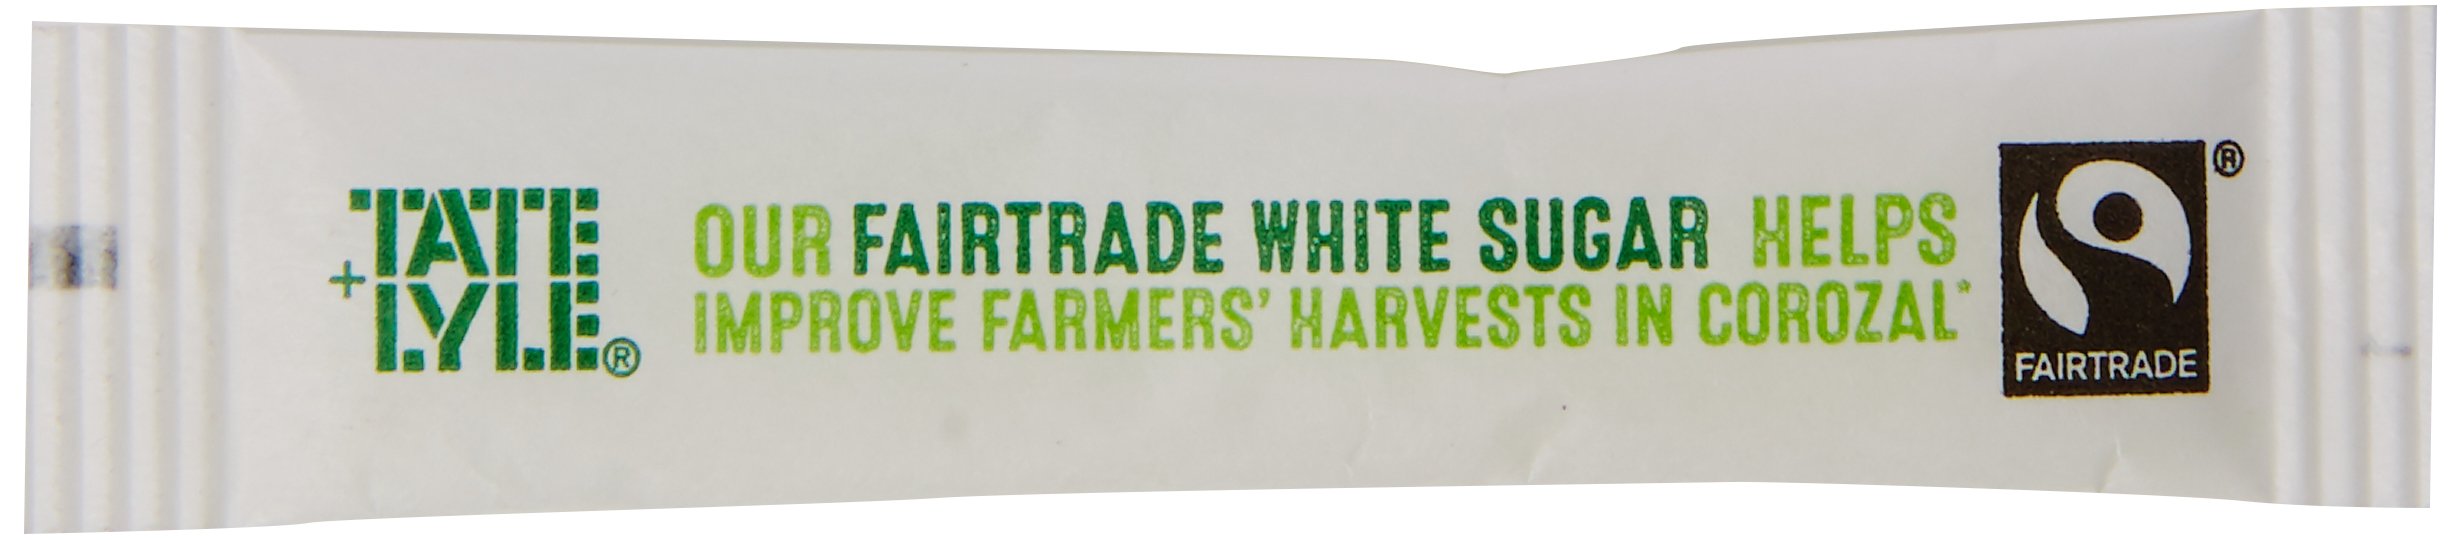 TATE
+LYLE®
OUR FAIRTRADE WHITE SUGAR HELPS
IMPROVE FARMERS' HARVESTS IN COROZAL*
®
FAIRTRADE